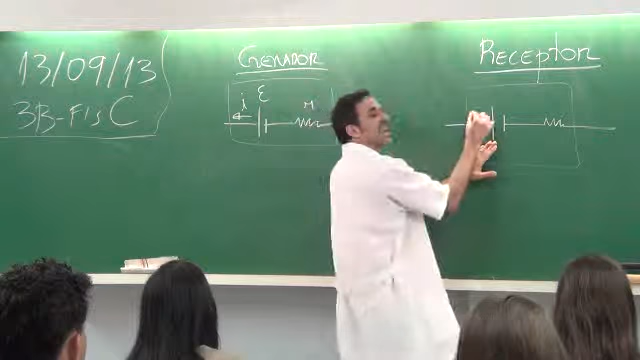 13/09/13
3B-Fís C
GERADOR
i ε
r
RECEPTOR